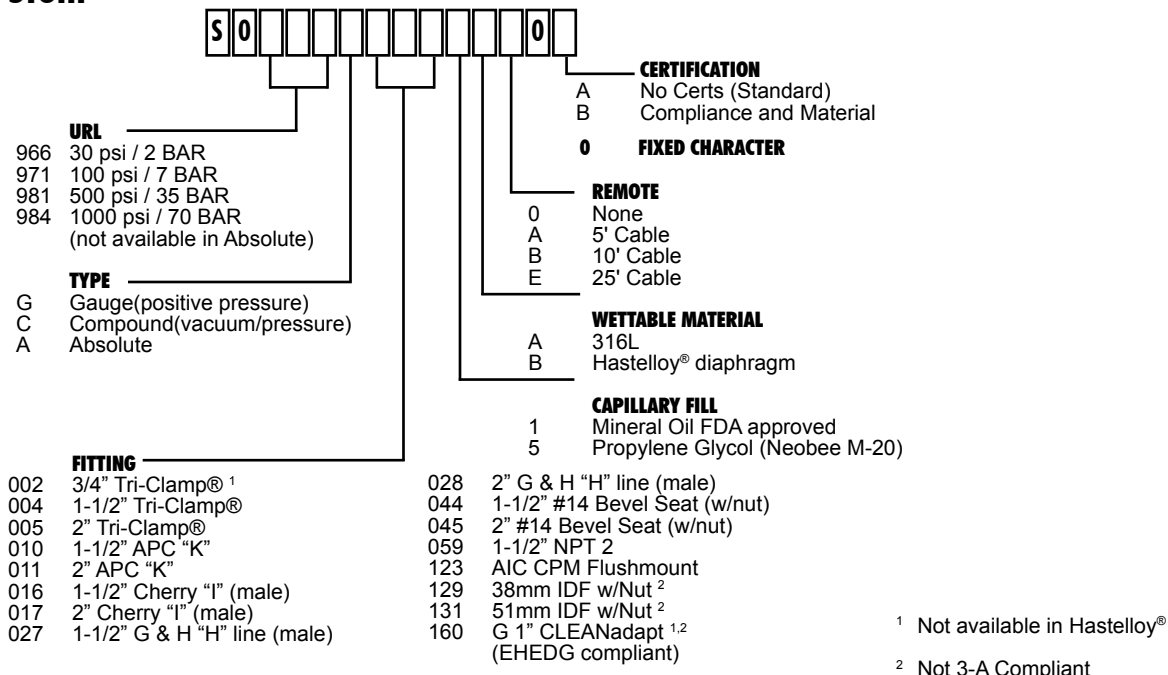 S 0 0
CERTIFICATION
A No Certs (Standard)
B Compliance and Material
0 FIXED CHARACTER
REMOTE
0 None
A 5' Cable
B 10' Cable
E 25' Cable
WETTABLE MATERIAL
A 316L
B Hastelloy® diaphragm
CAPILLARY FILL
1 Mineral Oil FDA approved
5 Propylene Glycol (Neobee M-20)
URL
966 30 psi / 2 BAR
971 100 psi / 7 BAR
981 500 psi / 35 BAR
984 1000 psi / 70 BAR
(not available in Absolute)
TYPE
G Gauge(positive pressure)
C Compound(vacuum/pressure)
A Absolute
FITTING
002 3/4” Tri-Clamp® 1
004 1-1/2” Tri-Clamp®
005 2” Tri-Clamp®
010 1-1/2” APC “K”
011 2” APC “K”
016 1-1/2” Cherry “I” (male)
017 2” Cherry “I” (male)
027 1-1/2” G & H “H” line (male)
028 2” G & H “H” line (male)
044 1-1/2” #14 Bevel Seat (w/nut)
045 2” #14 Bevel Seat (w/nut)
059 1-1/2” NPT 2
123 AIC CPM Flushmount
129 38mm IDF w/Nut 2
131 51mm IDF w/Nut 2
160 G 1” CLEANadapt 1,2
(EHEDG compliant)
1 Not available in Hastelloy®
2 Not 3-A Compliant